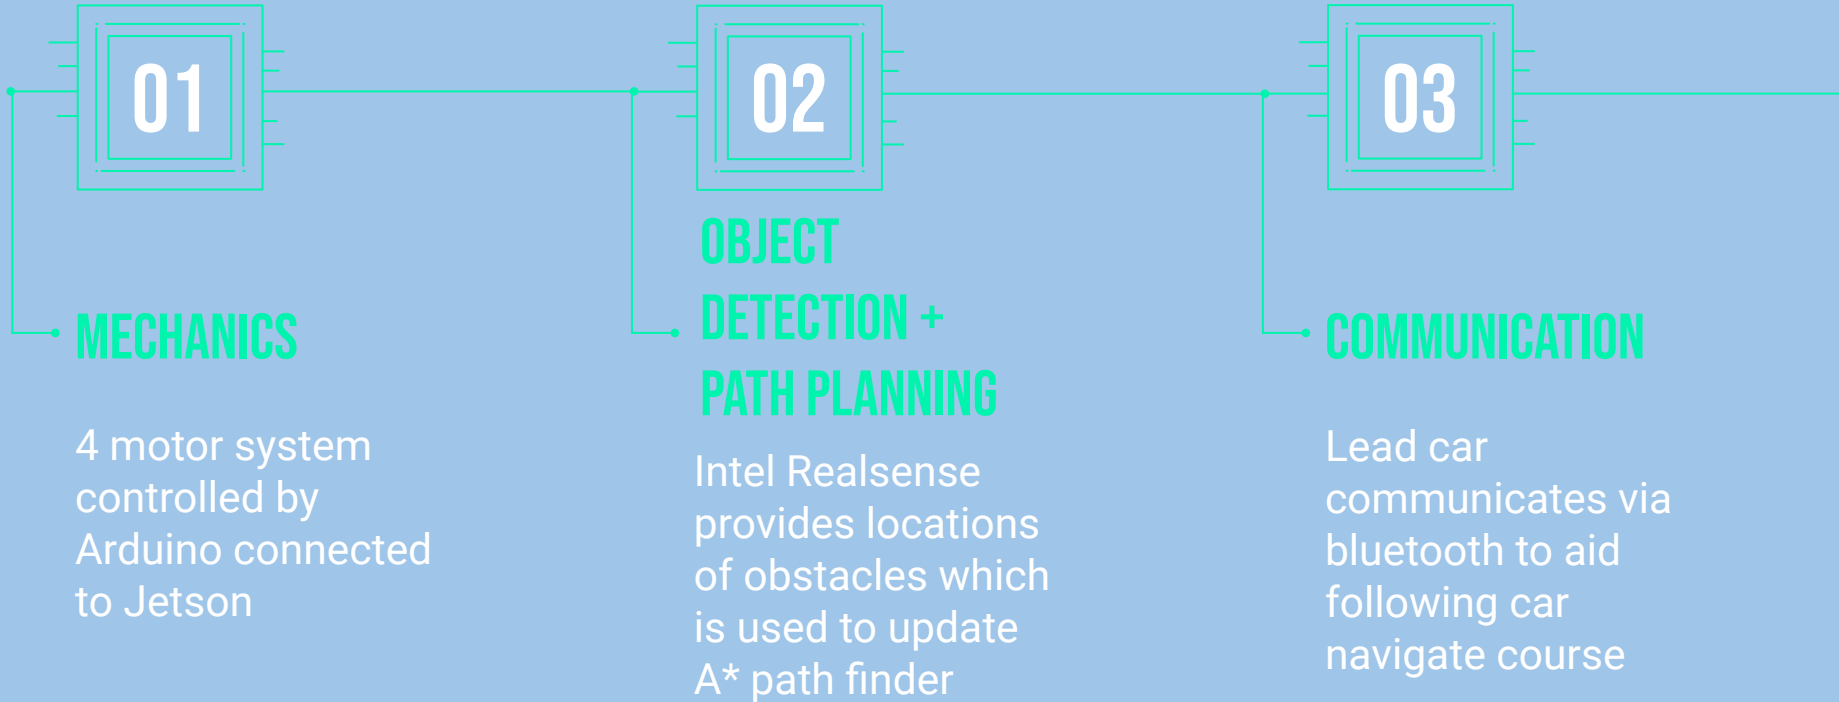 01
MECHANICS
4 motor system
controlled by
Arduino connected
to Jetson
02
OBJECT
DETECTION +
PATH PLANNING
Intel Realsense
provides locations
of obstacles which
is used to update
A* path finder
03
COMMUNICATION
Lead car
communicates via
bluetooth to aid
following car
navigate course